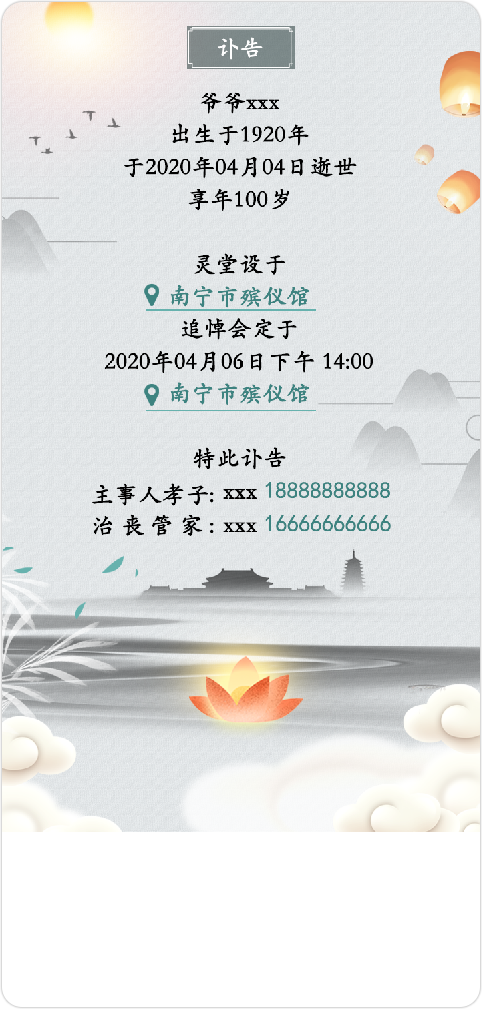 讣告
爷爷xxx
出生于1920年
于2020年04月04日逝世
享年100岁
灵堂设于
南宁市殡仪馆
追悼会定于
2020年04月06日下午 14:00
南宁市殡仪馆
特此讣告
主事人孝子: xxx 18888888888
治丧管家: xxx 16666666666